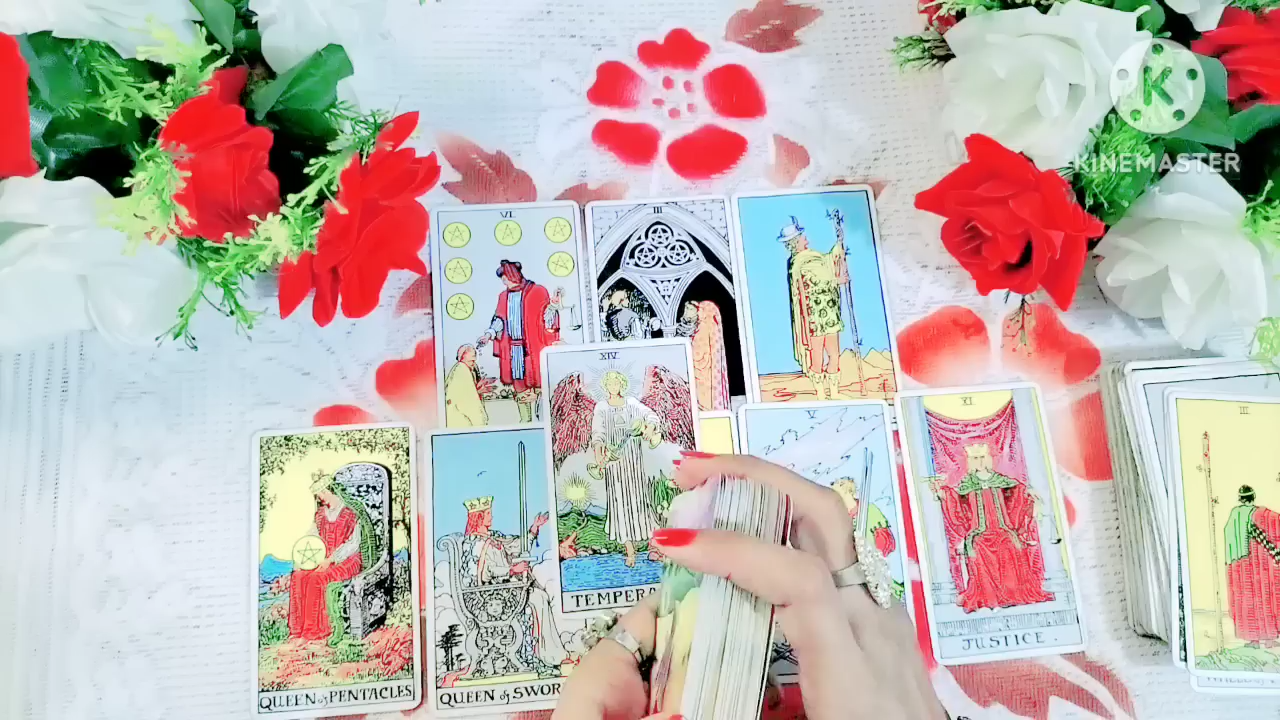 K
KINEMASTER
VI
III
XIV
TEMPERA
QUEEN of PENTACLES
QUEEN of SWOR
V
XI
JUSTICE.
III